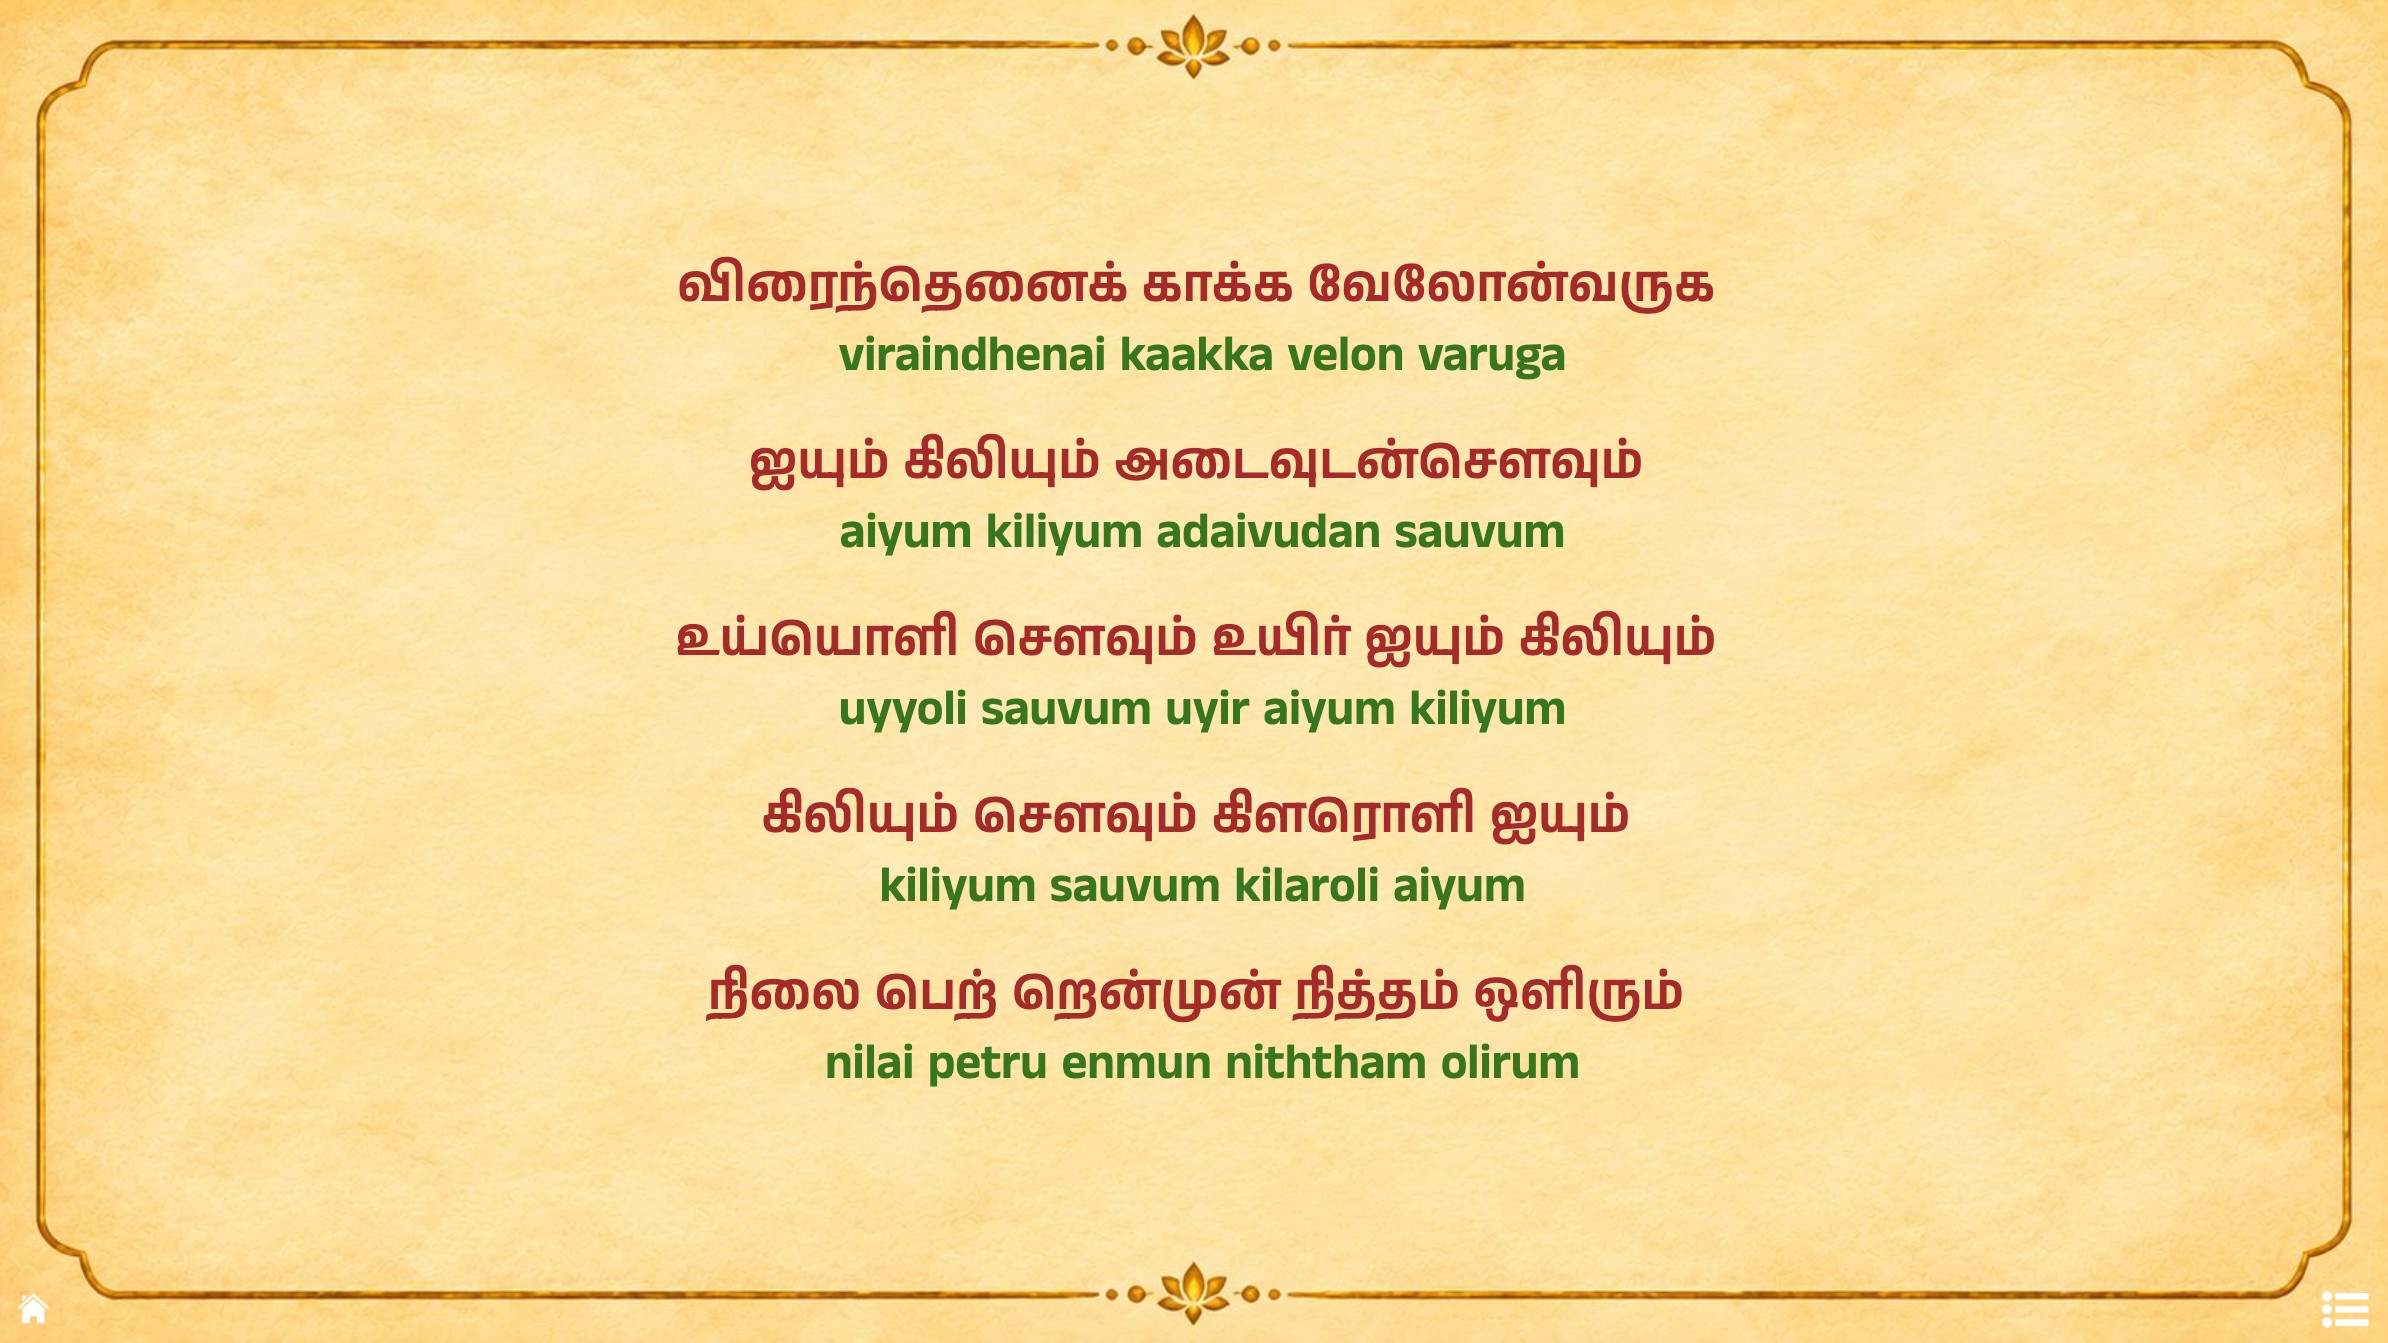 விரைந்தெனைக் காக்க வேலோன்வருக
viraindhenai kaakka velon varuga
ஐயும் கிலியும் அடைவுடன்சௌவும்
aiyum kiliyum adaivudan sauvum
உய்யொளி சௌவும் உயிர் ஐயும் கிலியும்
uyyoli sauvum uyir aiyum kiliyum
கிலியும் சௌவும் கிளரொளி ஐயும்
kiliyum sauvum kilaroli aiyum
நிலை பெற் றென்முன் நித்தம் ஒளிரும்
nilai petru enmun niththam olirum